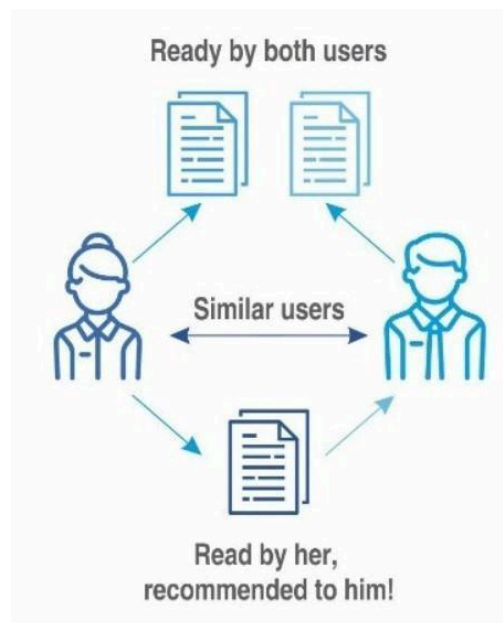 Ready by both users
Similar users
Read by her,
recommended to him!